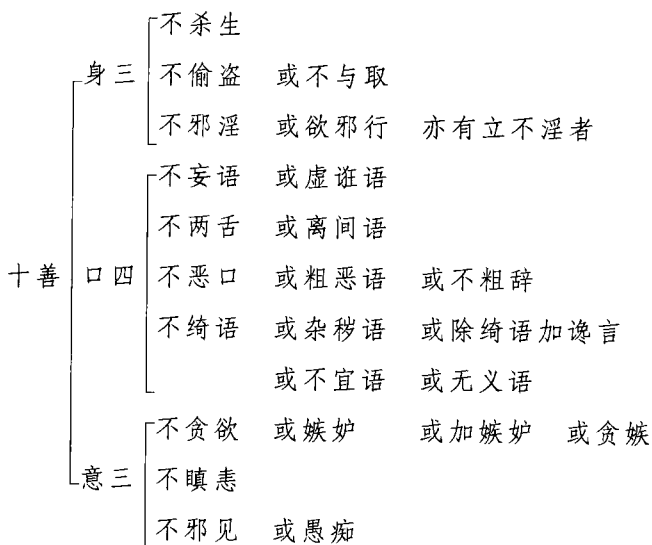 不杀生
身三 不偷盗 或不与取
不邪淫 或欲邪行 亦有立不淫者
不妄语 或虚诳语
不两舌 或离间语
十善 口四 不恶口 或粗恶语 或不粗辞
不绮语 或杂秽语 或除绮语加谗言
或不宜语 或无义语
不贪欲 或嫉妒 或加嫉妒 或贪嫉
意三 不瞋恚
不邪见 或愚痴